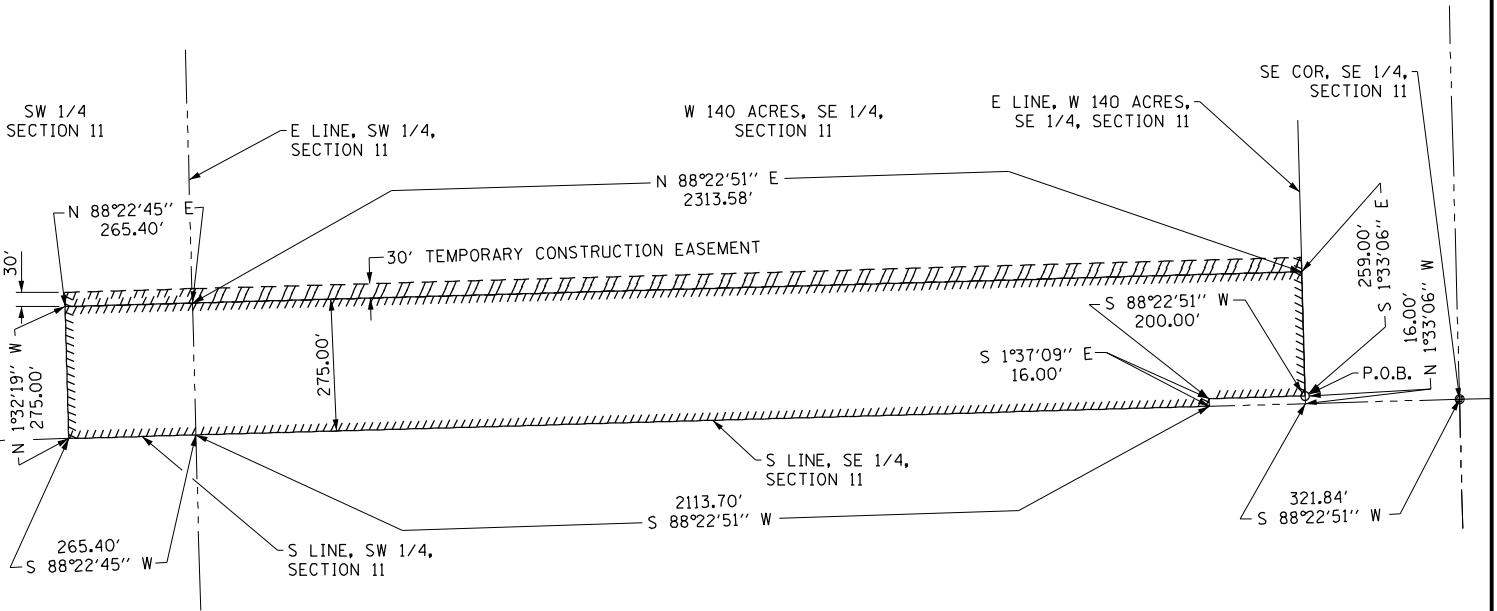 SE COR, SE 1/4,
SECTION 11
SW 1/4
SECTION 11
E LINE, SW 1/4,
SECTION 11
W 140 ACRES, SE 1/4,
SECTION 11
E LINE, W 140 ACRES,
SE 1/4, SECTION 11
N 88°22'51'' E
2313.58'
N 88°22'45'' E
265.40'
30'
30' TEMPORARY CONSTRUCTION EASEMENT
259.00'
S 1°33'06'' E
16.00'
N 1°33'06'' W
S 88°22'51'' W
200.00'
S 1°37'09'' E
16.00'
P.O.B.
N 1°32'19'' W
275.00'
275.00'
S LINE, SE 1/4,
SECTION 11
2113.70'
S 88°22'51'' W
321.84'
S 88°22'51'' W
265.40'
S 88°22'45'' W
S LINE, SW 1/4,
SECTION 11